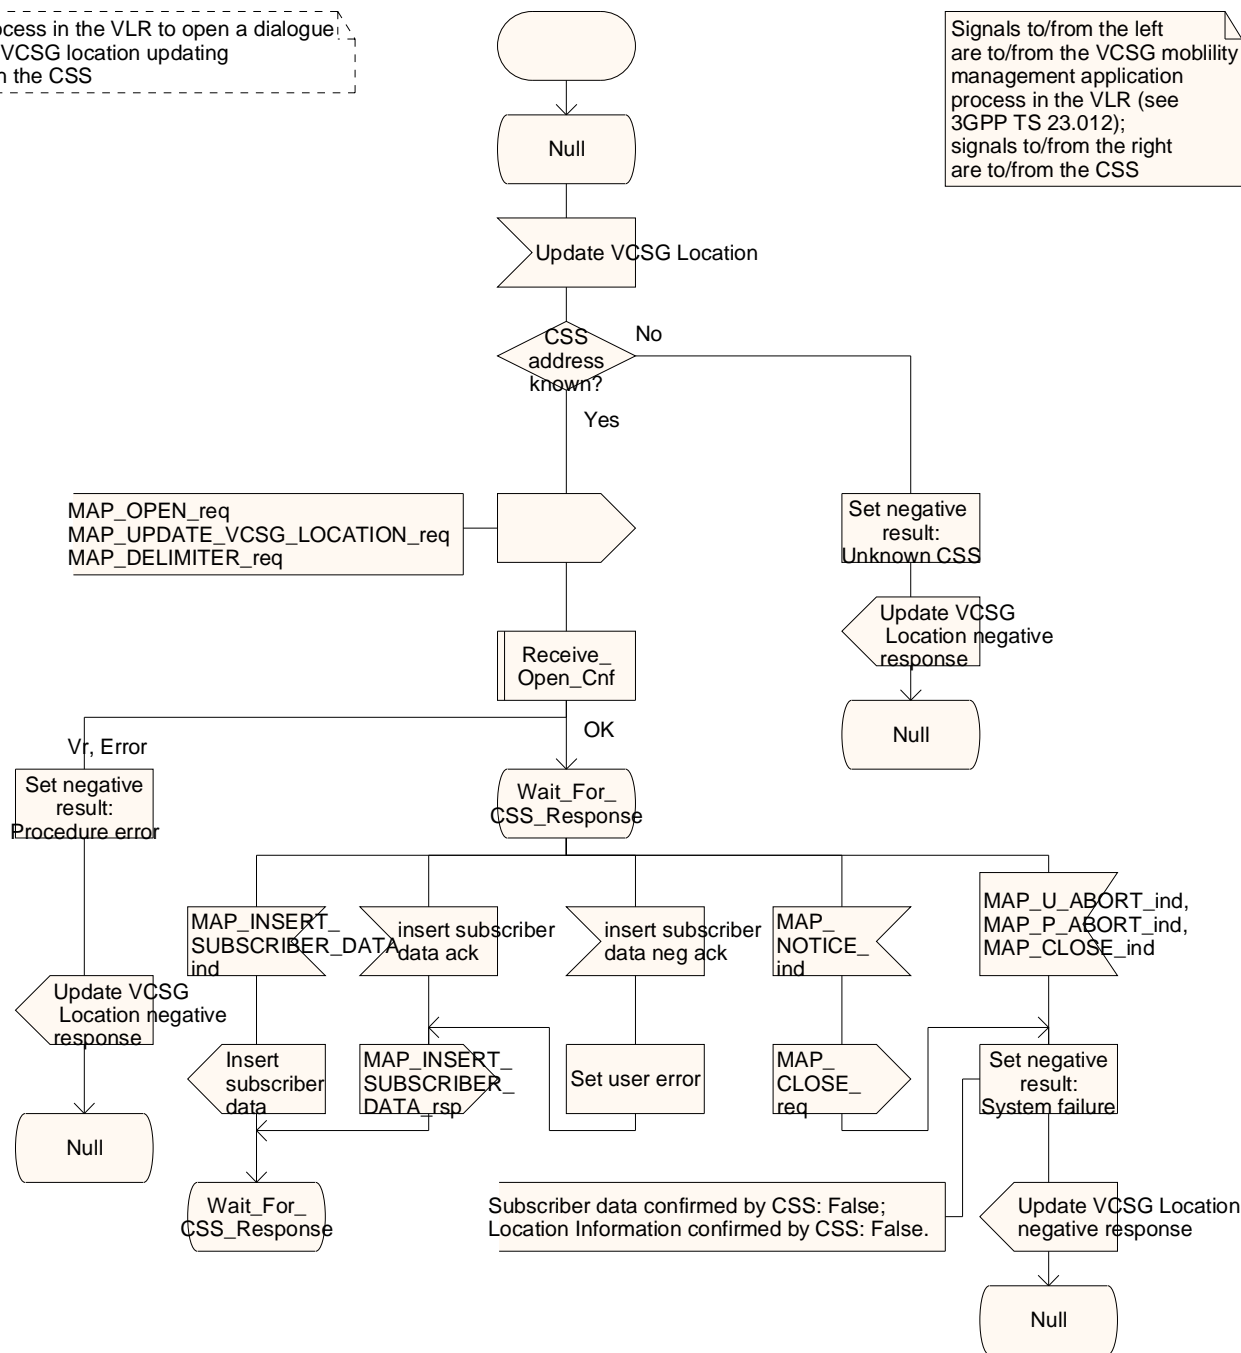 ocess in the VLR to open a dialogue
VCSG location updating
n the CSS
Signals to/from the left
are to/from the VCSG moblility
management application
process in the VLR (see
3GPP TS 23.012);
signals to/from the right
are to/from the CSS
Null
Update VCSG Location
CSS
address
known?
No
Yes
MAP_OPEN_req
MAP_UPDATE_VCSG_LOCATION_req
MAP_DELIMITER_req
Set negative
result:
Unknown CSS
Update VCSG
Location negative
response
Null
Receive_
Open_Cnf
OK
Vr, Error
Set negative
result:
Procedure error
Wait_For_
CSS_Response
MAP_INSERT_
SUBSCRIBER_DATA_
ind
insert subscriber
data ack
insert subscriber
data neg ack
MAP_
NOTICE_
ind
MAP_U_ABORT_ind,
MAP_P_ABORT_ind,
MAP_CLOSE_ind
Update VCSG
Location negative
response
Insert
subscriber
data
MAP_INSERT_
SUBSCRIBER_
DATA_rsp
Set user error
MAP_
CLOSE_
req
Set negative
result:
System failure
Null
Wait_For_
CSS_Response
Subscriber data confirmed by CSS: False;
Location Information confirmed by CSS: False.
Update VCSG Location
negative response
Null